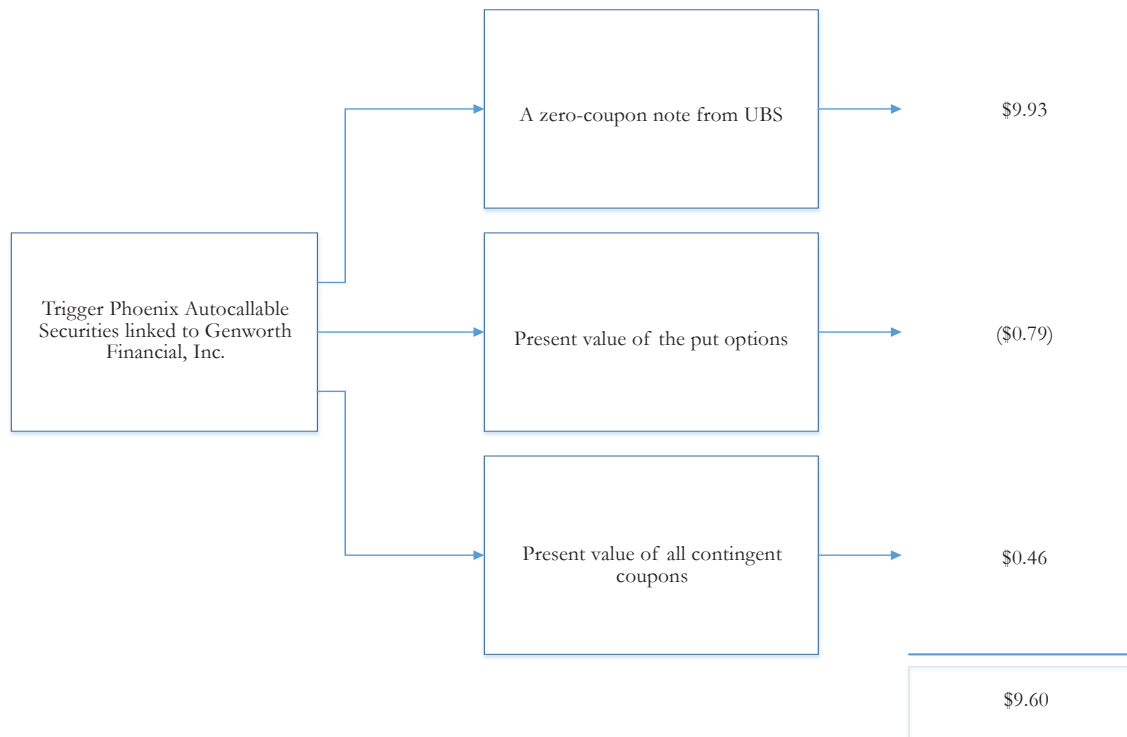 A zero-coupon note from UBS
$9.93
Trigger Phoenix Autocallable
Securities linked to Genworth
Financial, Inc.
Present value of the put options
($0.79)
Present value of all contingent
coupons
$0.46
$9.60